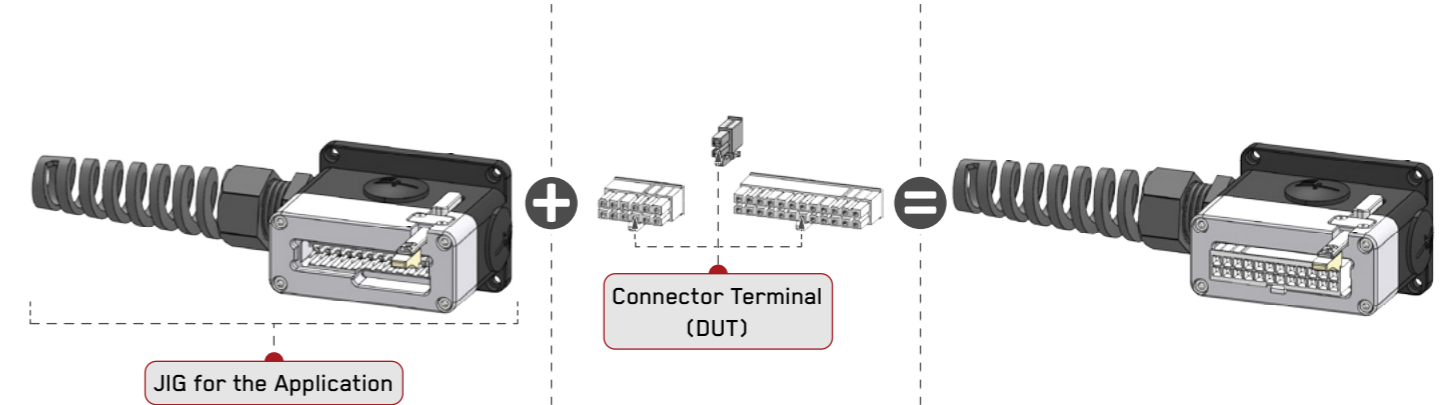 JIG for the Application
Connector Terminal
(DUT)